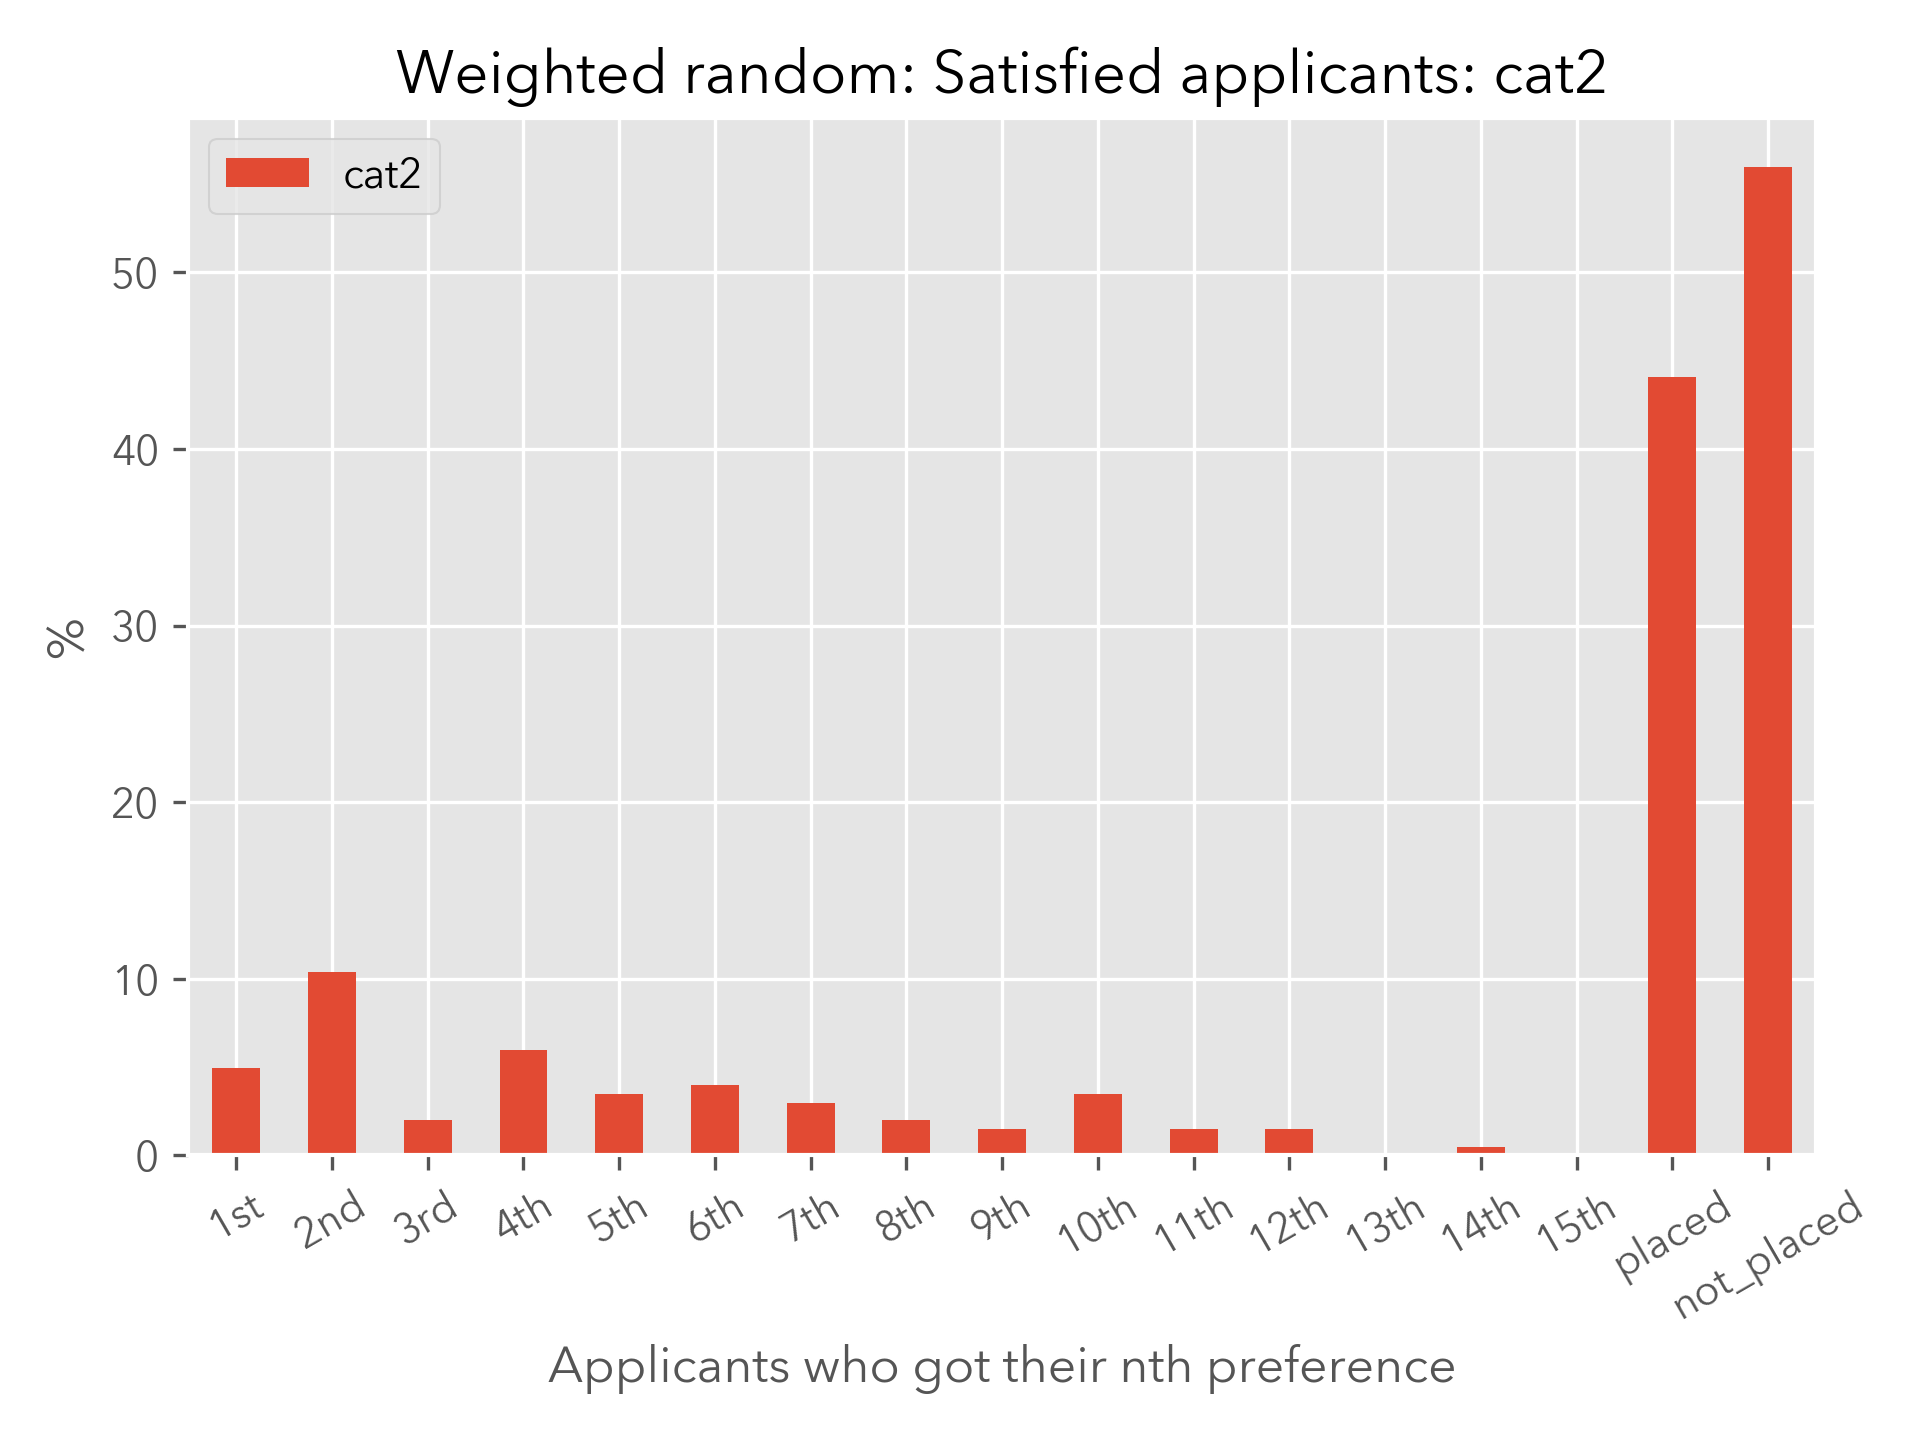 Weighted random: Satisfied applicants: cat2
cat2
%
50
40
30
20
10
0
1st 2nd 3rd 4th 5th 6th 7th 8th 9th 10th 11th 12th 13th 14th 15th placed not_placed
Applicants who got their nth preference